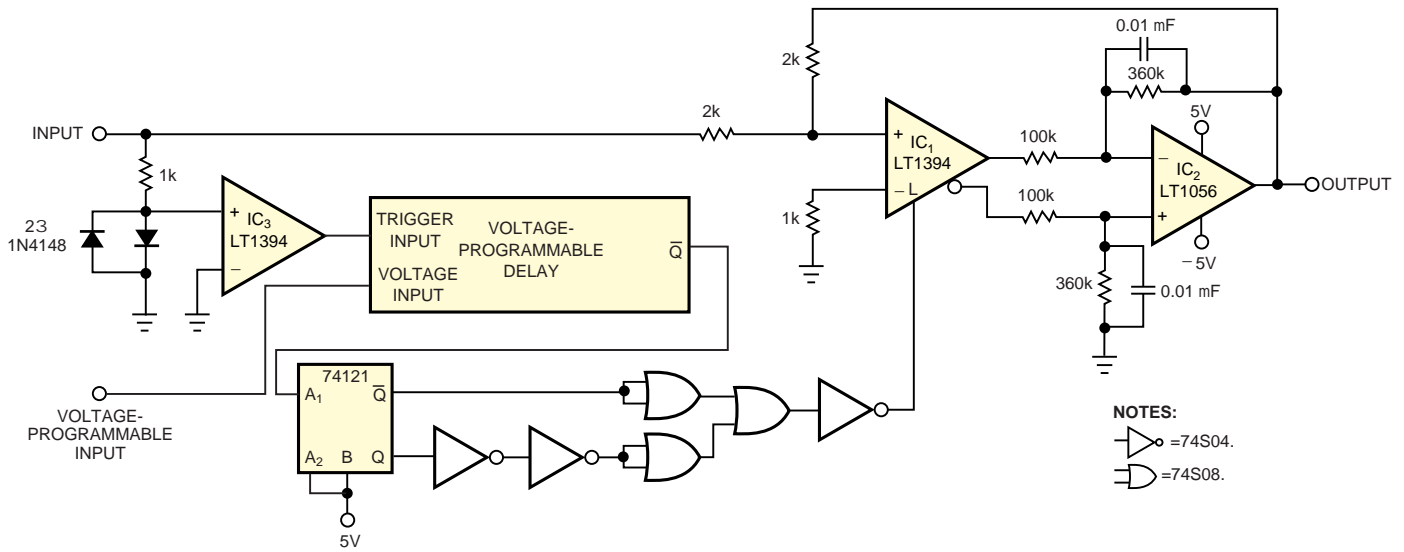 0.01 mF
360k
2k
2k
INPUT
1k
5V
100k
+
IC1
LT1394
− L
−
IC2
LT1056
+
OUTPUT
100k
−5V
1k
360k
0.01 mF
23
1N4148
+
IC3
LT1394
−
TRIGGER
INPUT
VOLTAGE-
PROGRAMMABLE
DELAY
Q̅
VOLTAGE
INPUT
VOLTAGE-
PROGRAMMABLE
INPUT
74121
A1
Q̅
A2 B Q
5V
NOTES:
=74S04.
=74S08.